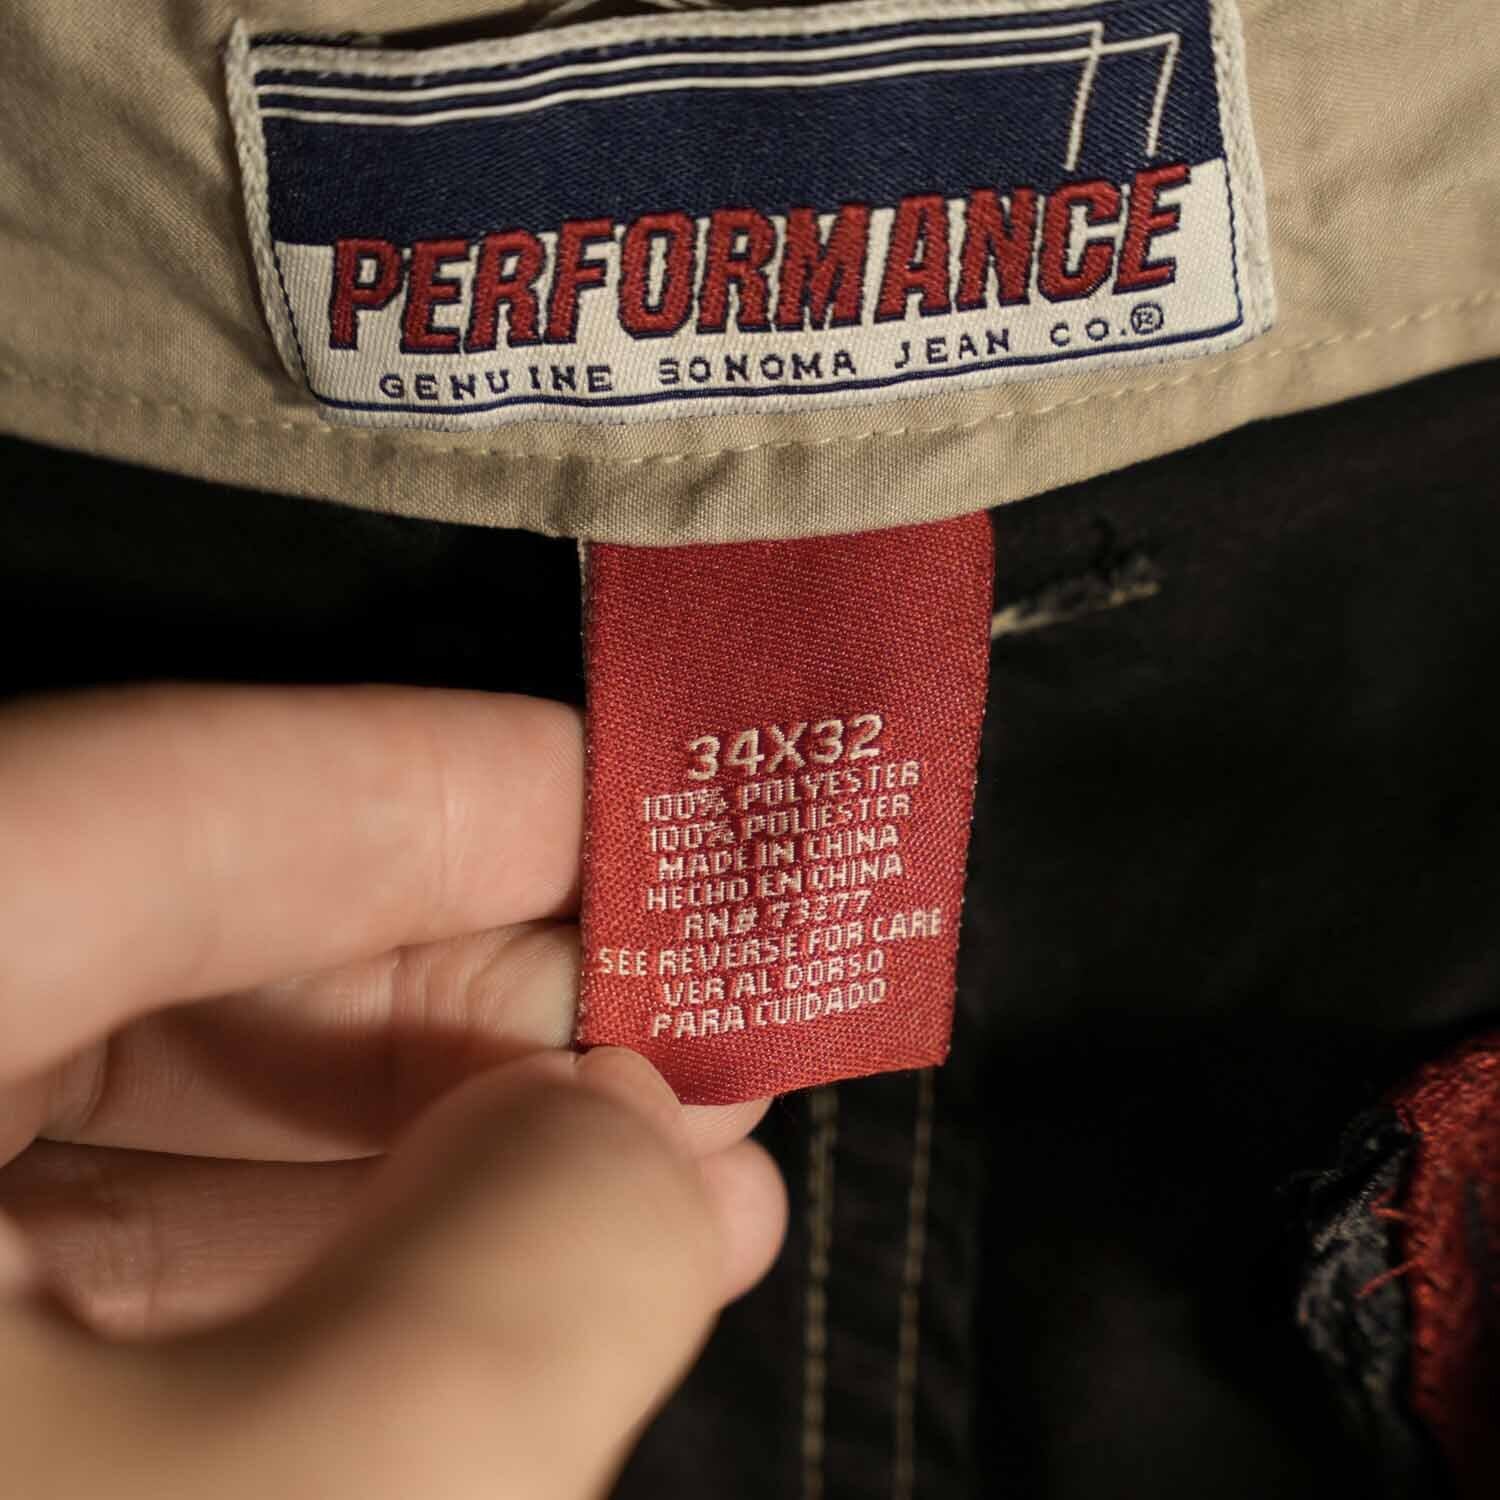 77
PERFORMANCE
GENUINE SONOMA JEAN CO.®
34X32
100% POLYESTER
100% POLIESTER
MADE IN CHINA
HECHO EN CHINA
RN# 73277
SEE REVERSE FOR CARE
VER AL DORSO
PARA CUIDADO